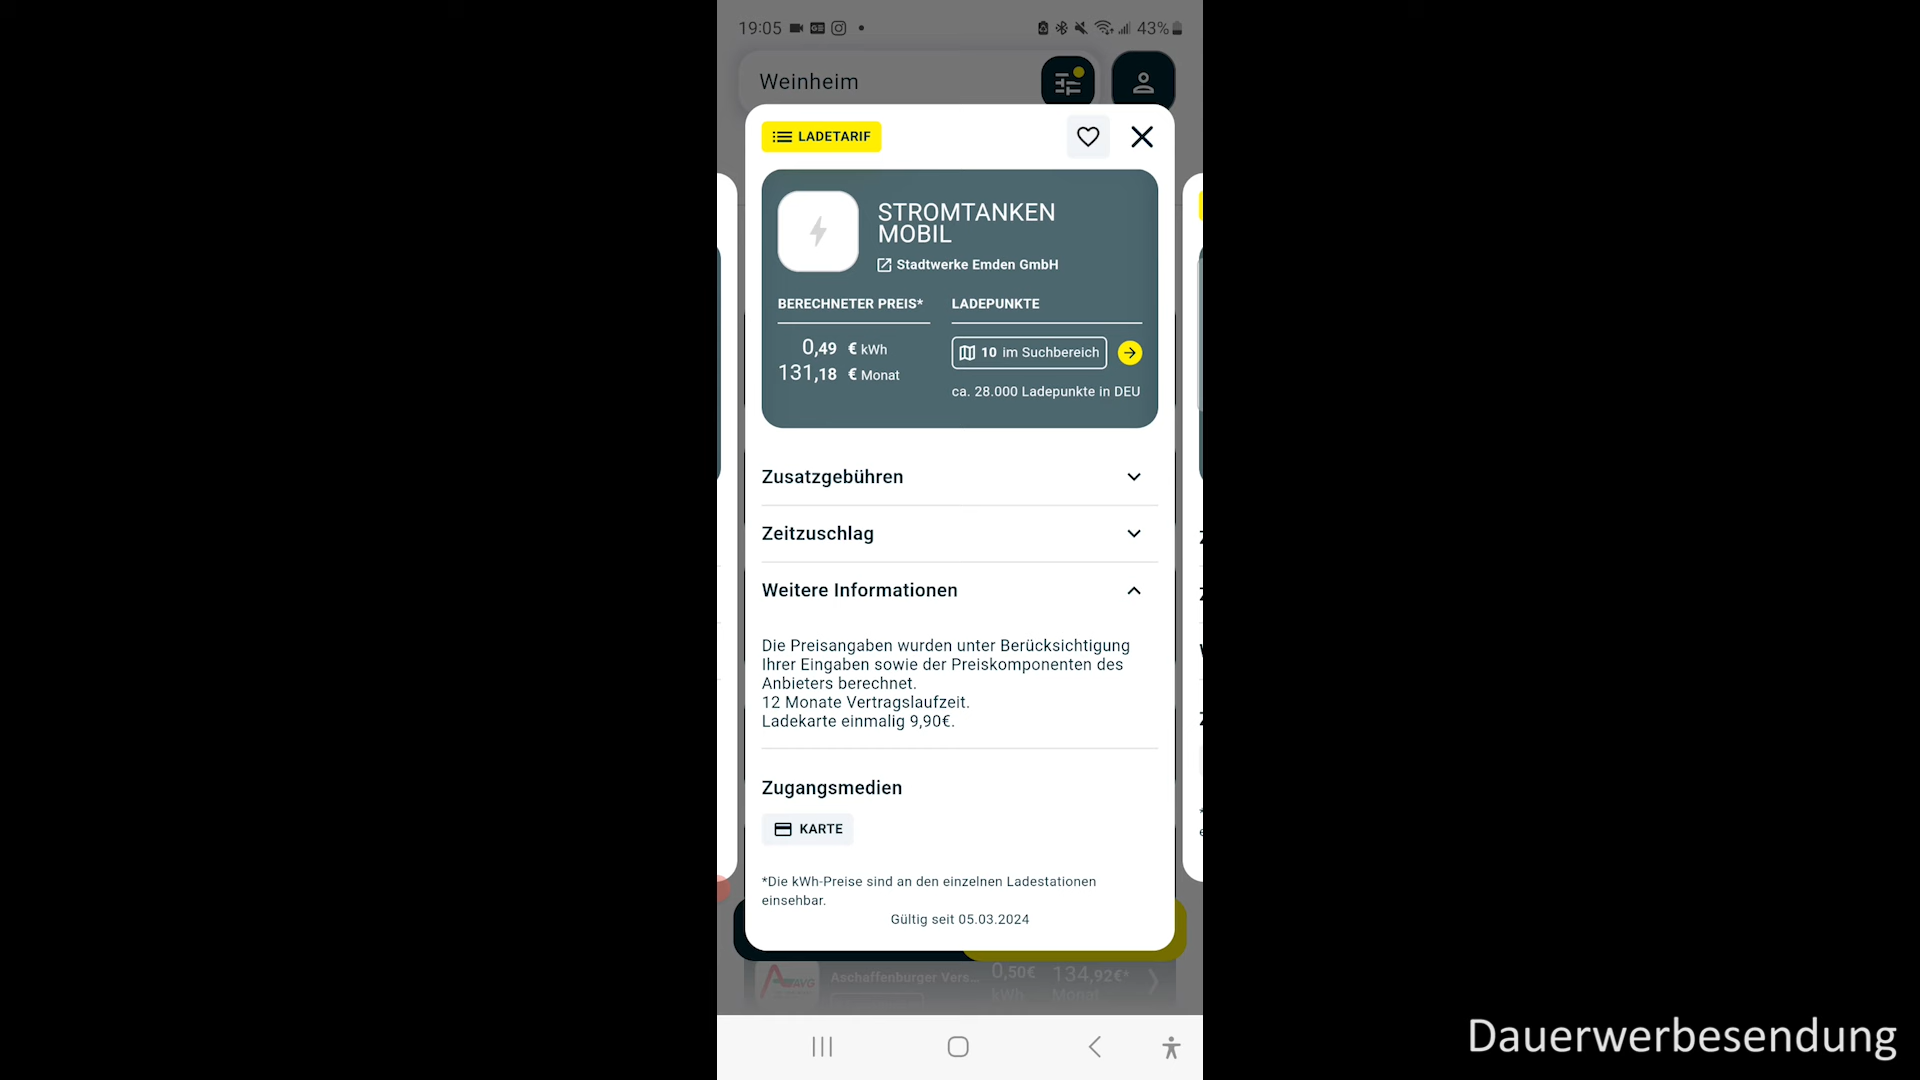 19:05
43%
Weinheim
LADETARIF
STROMTANKEN
MOBIL
Stadtwerke Emden GmbH
BERECHNETER PREIS*
LADEPUNKTE
0,49 € kWh
131,18 € Monat
10 im Suchbereich
ca. 28.000 Ladepunkte in DEU
Zusatzgebühren
Zeitzuschlag
Weitere Informationen
Die Preisangaben wurden unter Berücksichtigung
Ihrer Eingaben sowie der Preiskomponenten des
Anbieters berechnet.
12 Monate Vertragslaufzeit.
Ladekarte einmalig 9,90€.
Zugangsmedien
KARTE
*Die kWh-Preise sind an den einzelnen Ladestationen
einsehbar.
Gültig seit 05.03.2024
Aschaffenburger Vers...
0,50€
134,92€*
kWh
Monat
Dauerwerbesendung